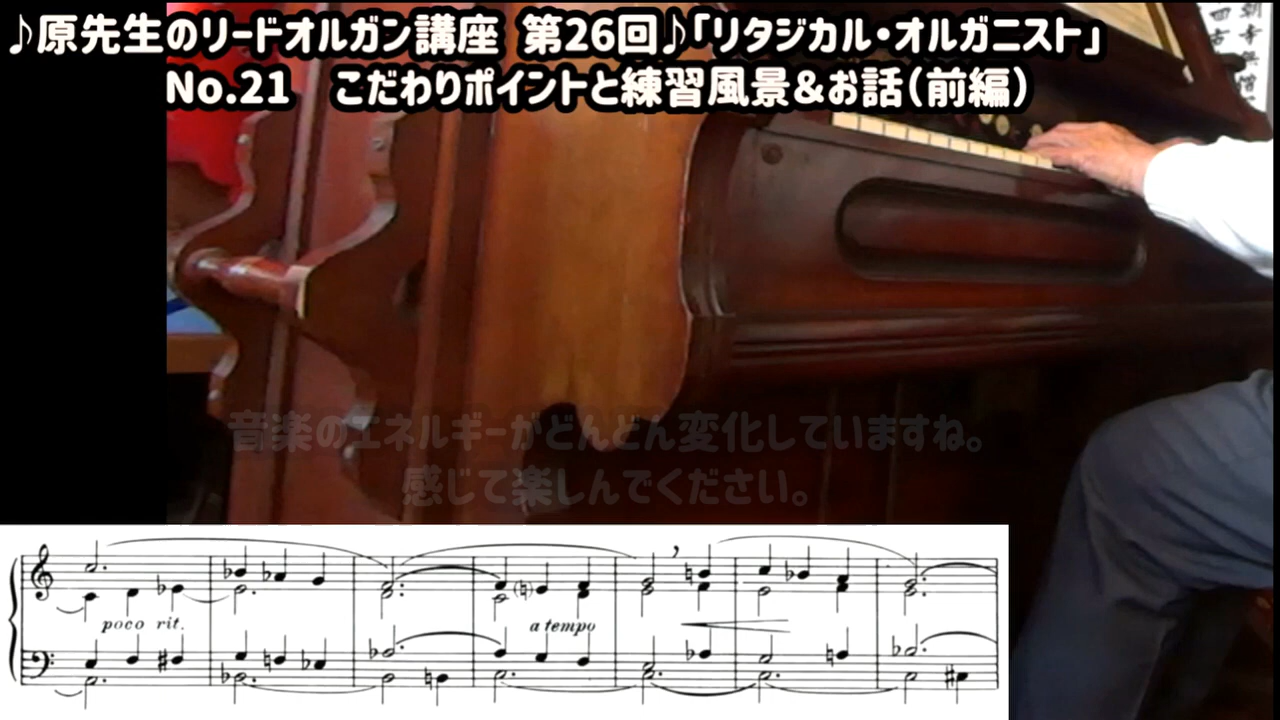 ♪原先生のリードオルガン講座 第26回♪「リタジカル・オルガニスト」
No.21 こだわりポイントと練習風景&お話(前編)
音楽のエネルギーがどんどん変化していますね。
感じて楽しんでください。
poco rit.
a tempo